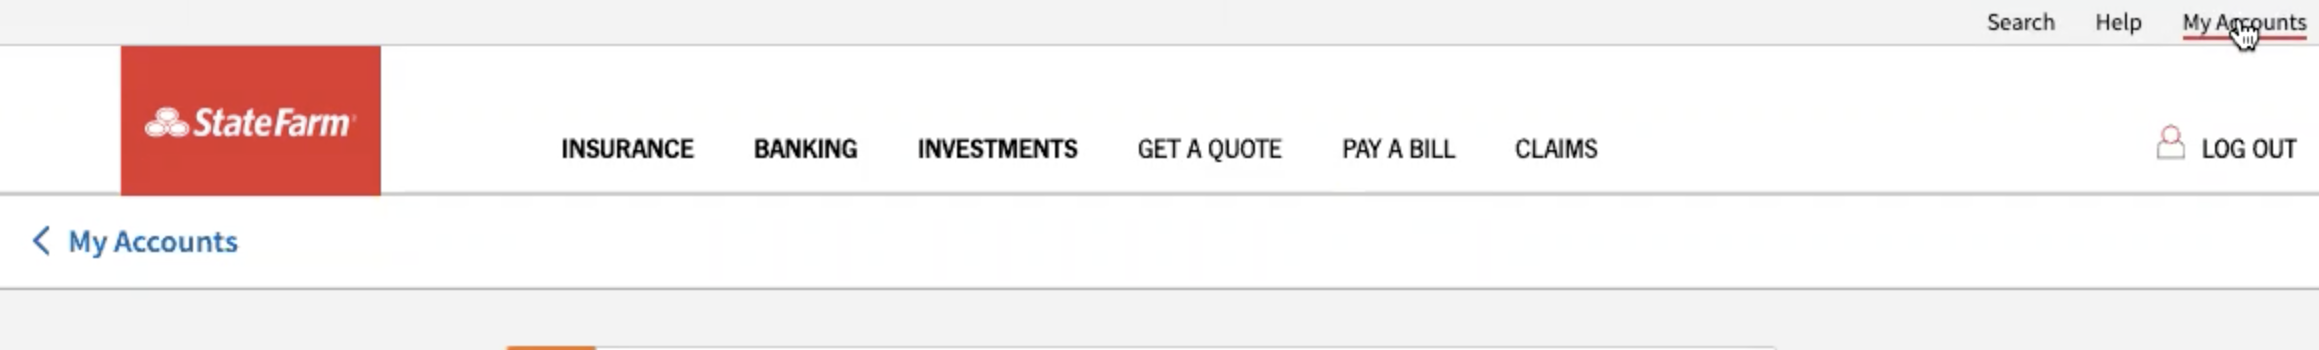 Search Help My Accounts
StateFarm®
INSURANCE BANKING INVESTMENTS GET A QUOTE PAY A BILL CLAIMS LOG OUT
My Accounts